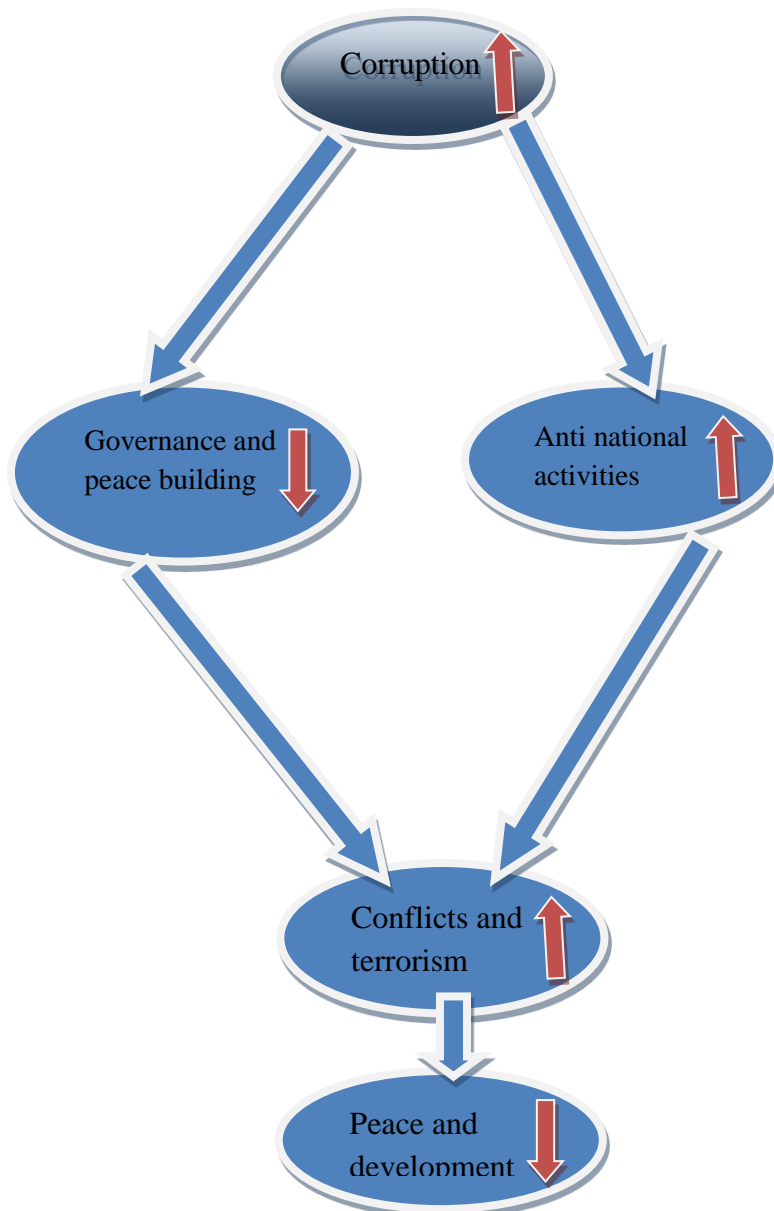 Corruption
Governance and
peace building
Anti national
activities
Conflicts and
terrorism
Peace and
development